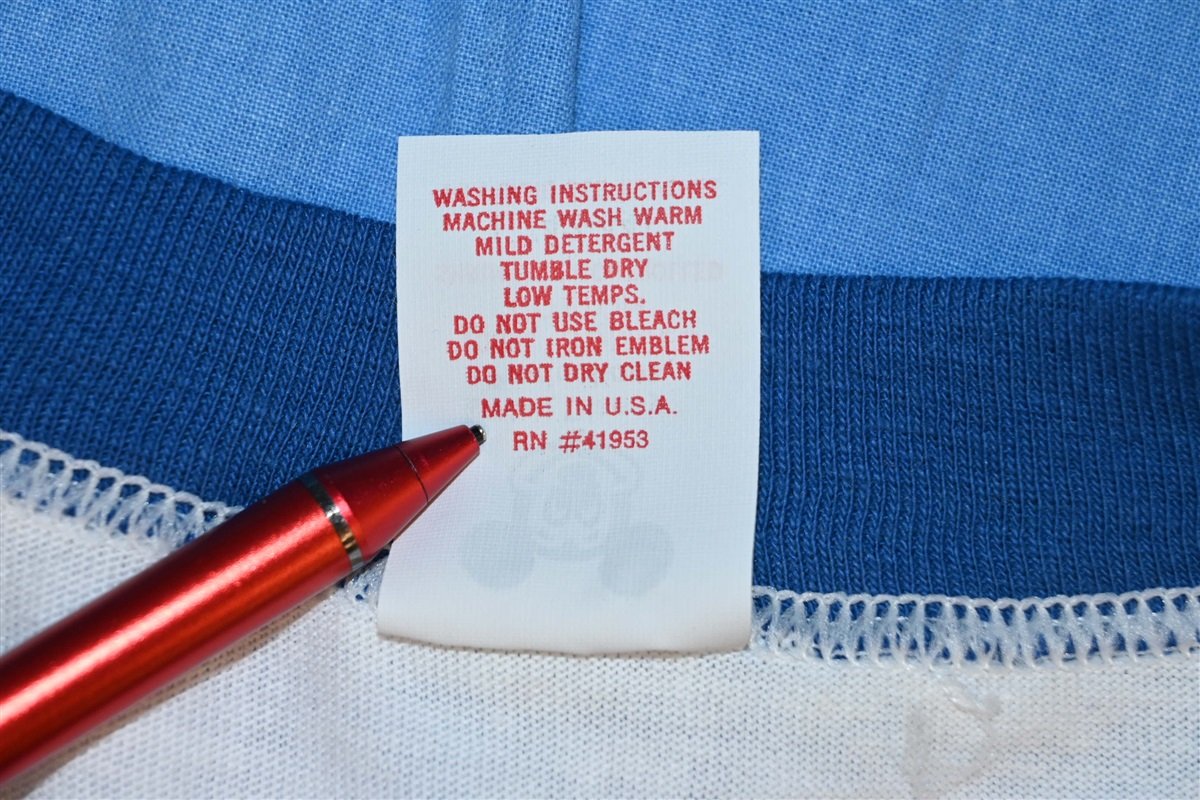 WASHING INSTRUCTIONS
MACHINE WASH WARM
MILD DETERGENT
TUMBLE DRY
LOW TEMPS.
DO NOT USE BLEACH
DO NOT IRON EMBLEM
DO NOT DRY CLEAN
MADE IN U.S.A.
RN #41953